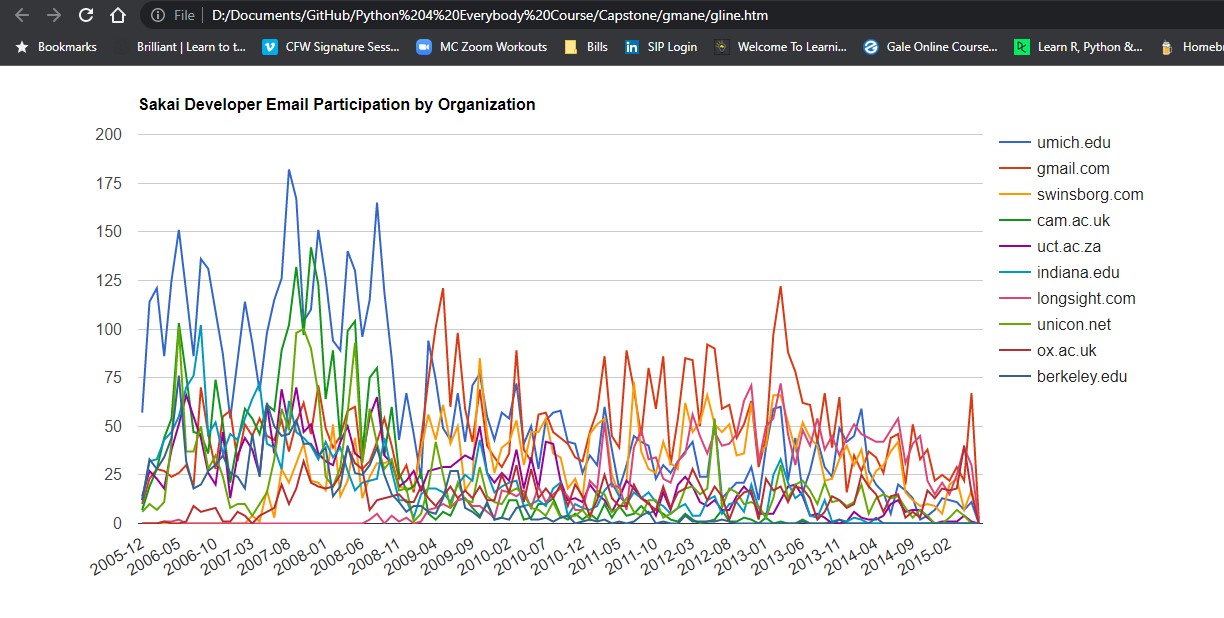 File D:/Documents/GitHub/Python%204%20Everybody%20Course/Capstone/gmane/gline.htm
Bookmarks Brilliant | Learn to t... CFW Signature Sess... MC Zoom Workouts Bills SIP Login Welcome To Learni... Gale Online Course... Learn R, Python &... Homeb
Sakai Developer Email Participation by Organization
200
175
150
125
100
75
50
25
0
2005-12 2006-05 2006-10 2007-03 2007-08 2008-01 2008-06 2008-11 2009-04 2009-09 2010-02 2010-07 2010-12 2011-05 2011-10 2012-03 2012-08 2013-01 2013-06 2013-11 2014-04 2014-09 2015-02
umich.edu
gmail.com
swinsborg.com
cam.ac.uk
uct.ac.za
indiana.edu
longsight.com
unicon.net
ox.ac.uk
berkeley.edu